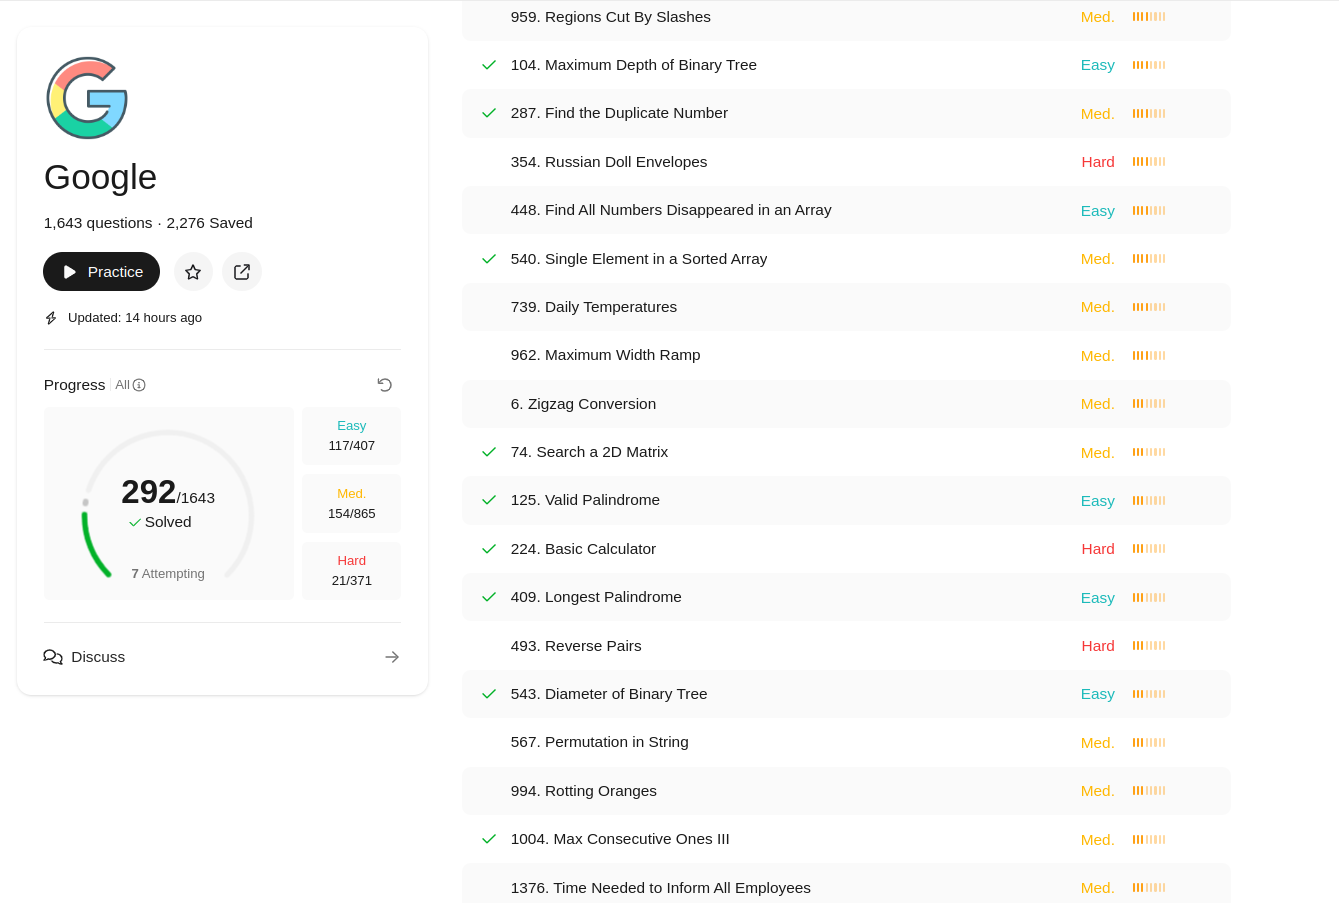 Google
1,643 questions · 2,276 Saved
Practice
Updated: 14 hours ago
Progress All
292/1643
Solved
7 Attempting
Easy
117/407
Med.
154/865
Hard
21/371
Discuss
959. Regions Cut By Slashes Med.
104. Maximum Depth of Binary Tree Easy
287. Find the Duplicate Number Med.
354. Russian Doll Envelopes Hard
448. Find All Numbers Disappeared in an Array Easy
540. Single Element in a Sorted Array Med.
739. Daily Temperatures Med.
962. Maximum Width Ramp Med.
6. Zigzag Conversion Med.
74. Search a 2D Matrix Med.
125. Valid Palindrome Easy
224. Basic Calculator Hard
409. Longest Palindrome Easy
493. Reverse Pairs Hard
543. Diameter of Binary Tree Easy
567. Permutation in String Med.
994. Rotting Oranges Med.
1004. Max Consecutive Ones III Med.
1376. Time Needed to Inform All Employees Med.